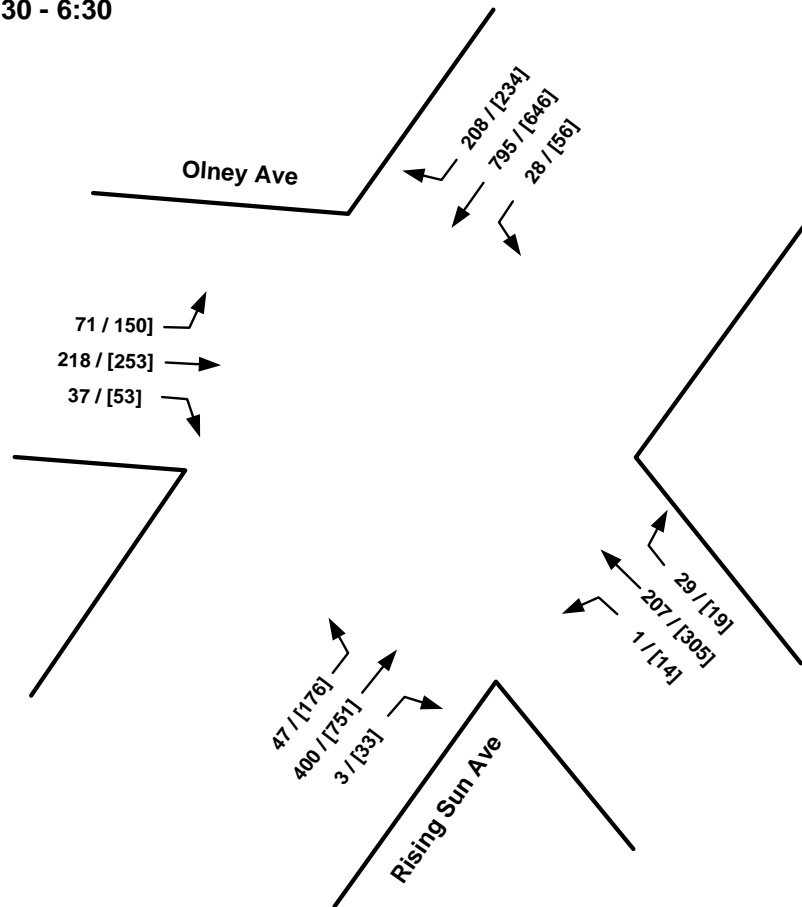 30 - 6:30
208 / [234]
795 / [646]
28 / [56]
Olney Ave
71 / 150]
218 / [253]
37 / [53]
29 / [19]
207 / [305]
1 / [14]
47 / [176]
400 / [751]
3 / [33]
Rising Sun Ave